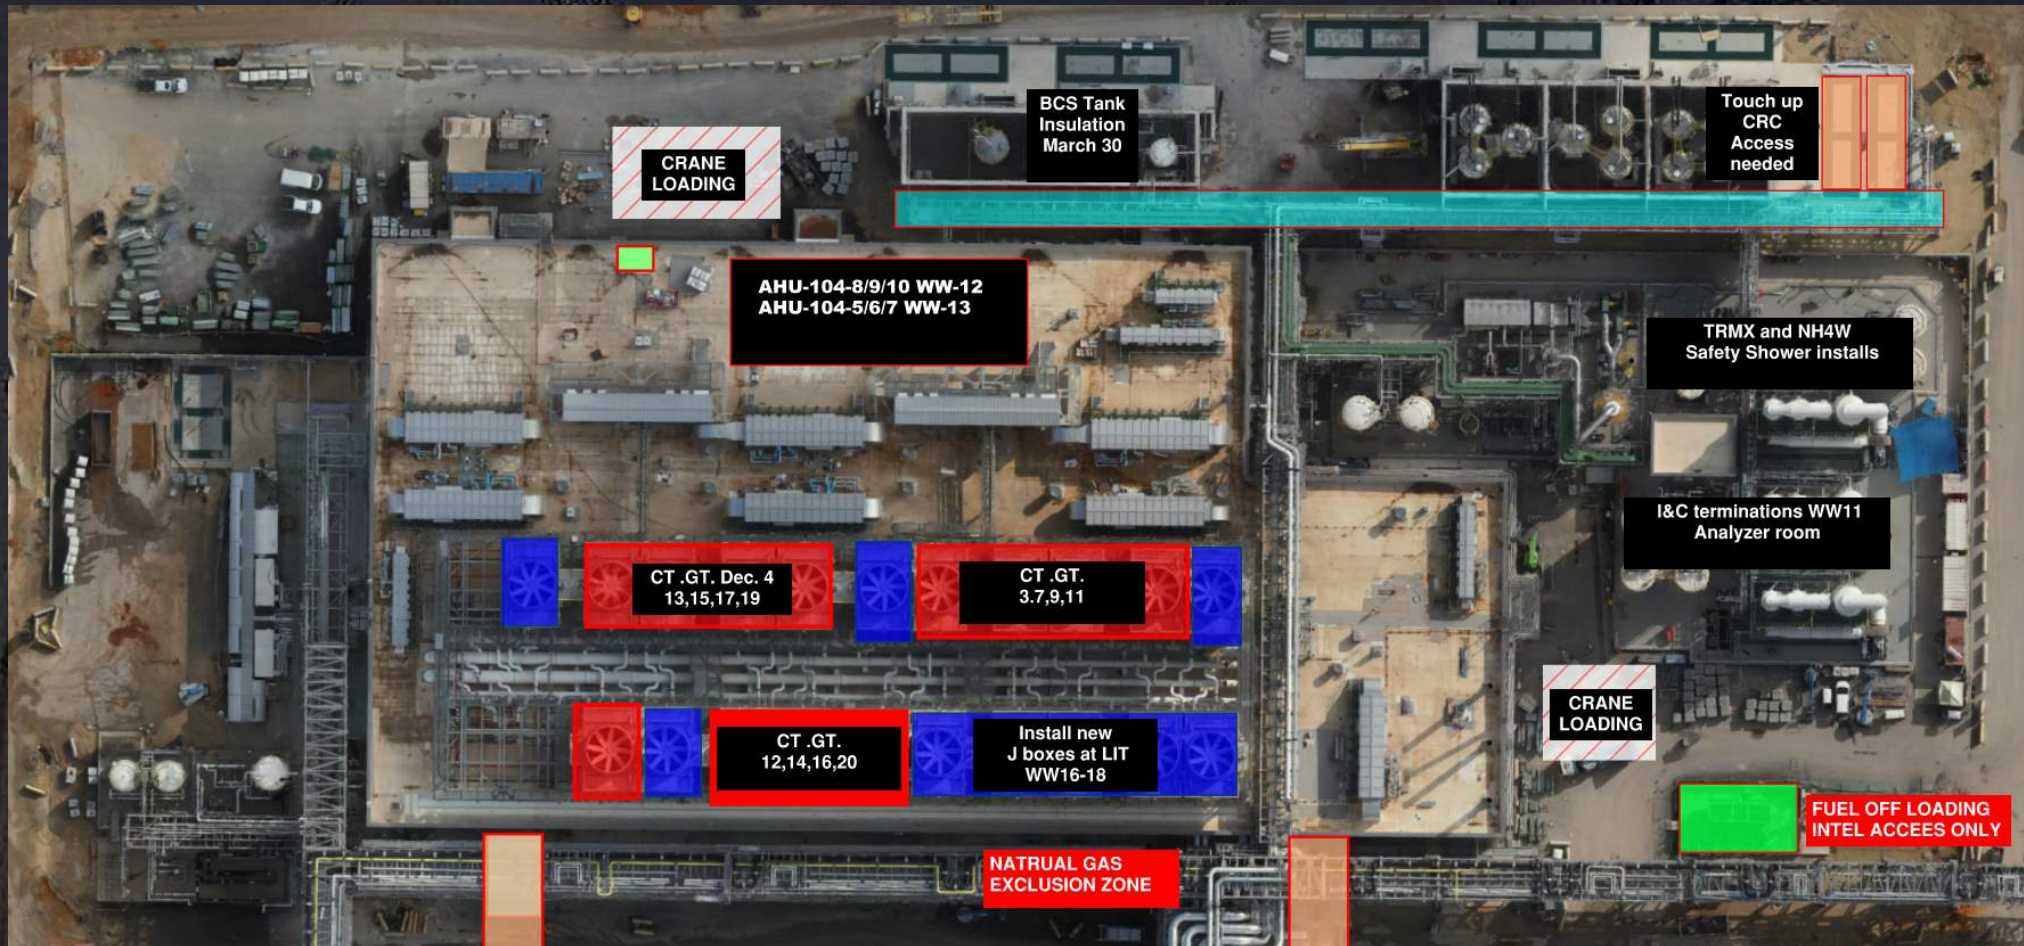 BCS Tank
Insulation
March 30
Touch up
CRC
Access
needed
CRANE
LOADING
AHU-104-8/9/10 WW-12
AHU-104-5/6/7 WW-13
TRMX and NH4W
Safety Shower installs
I&C terminations WW11
Analyzer room
CT .GT. Dec. 4
13,15,17,19
CT .GT.
3.7,9,11
CRANE
LOADING
CT .GT.
12,14,16,20
Install new
J boxes at LIT
WW16-18
FUEL OFF LOADING
INTEL ACCEES ONLY
NATRUAL GAS
EXCLUSION ZONE